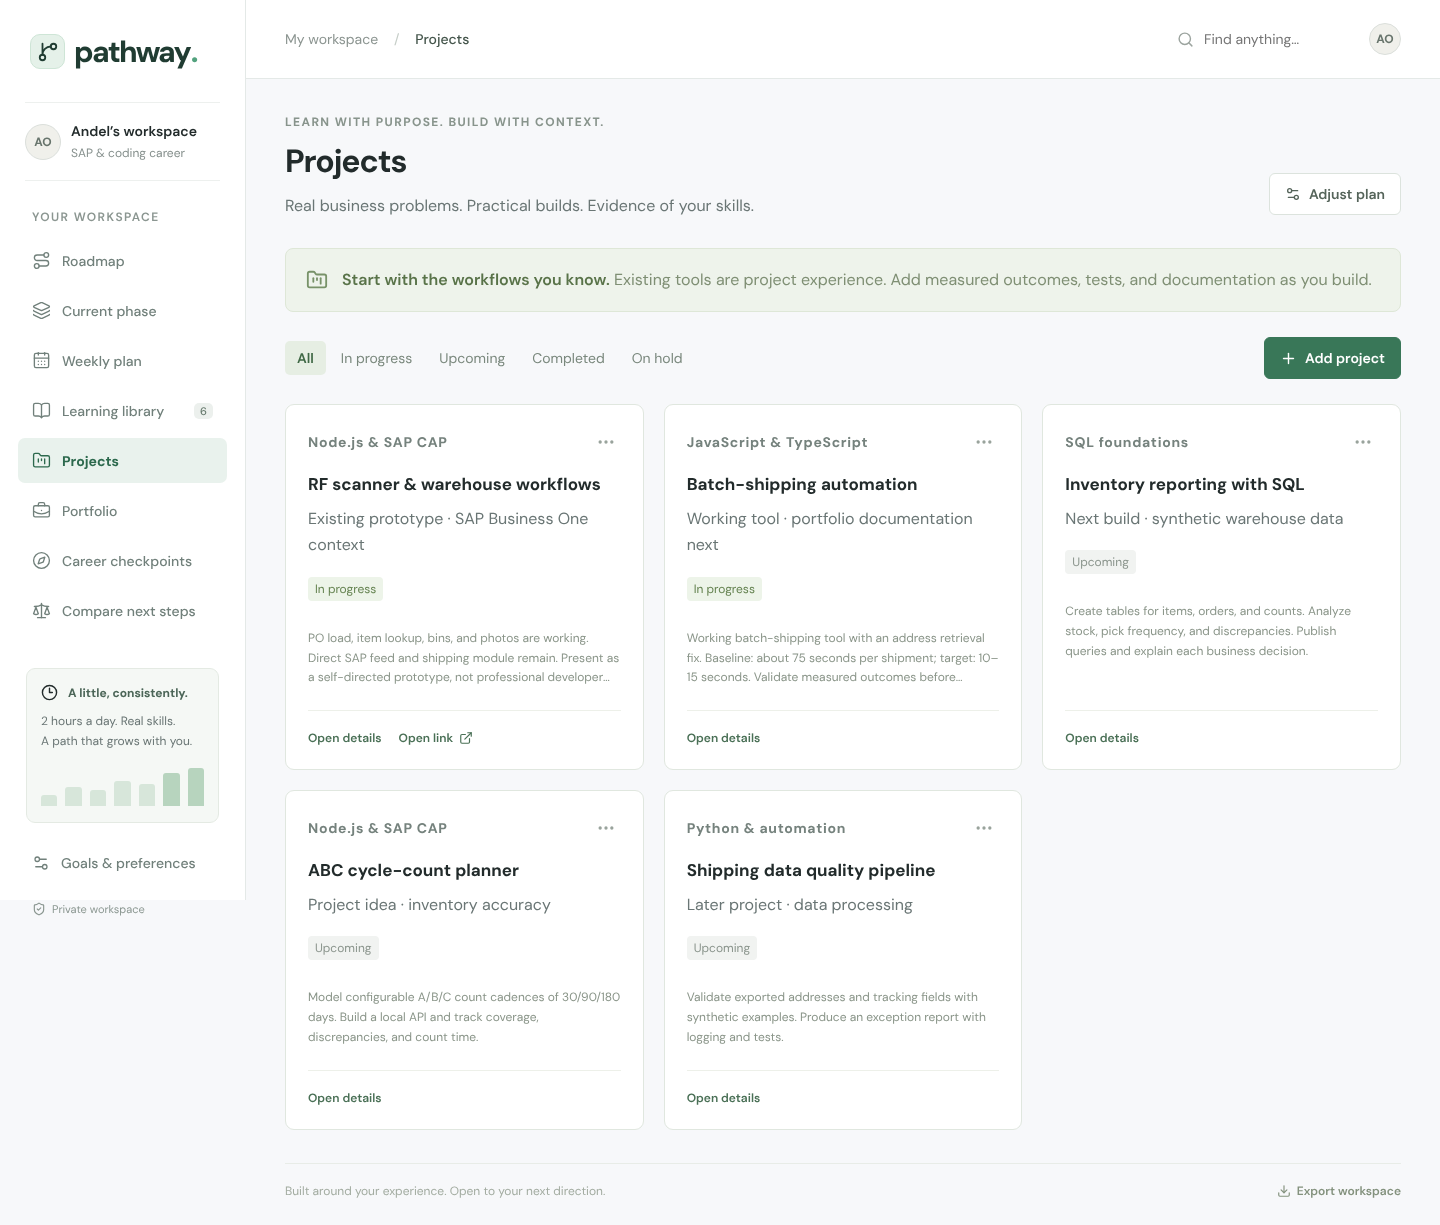 pathway.
AO
Andel's workspace
SAP & coding career
YOUR WORKSPACE
Roadmap
Current phase
Weekly plan
Learning library 6
Projects
Portfolio
Career checkpoints
Compare next steps
A little, consistently.
2 hours a day. Real skills.
A path that grows with you.
Goals & preferences
Private workspace
My workspace / Projects
Find anything...
AO
LEARN WITH PURPOSE. BUILD WITH CONTEXT.
Projects
Real business problems. Practical builds. Evidence of your skills.
Adjust plan
Start with the workflows you know. Existing tools are project experience. Add measured outcomes, tests, and documentation as you build.
All In progress Upcoming Completed On hold
Add project
Node.js & SAP CAP
RF scanner & warehouse workflows
Existing prototype · SAP Business One
context
In progress
PO load, item lookup, bins, and photos are working.
Direct SAP feed and shipping module remain. Present as
a self-directed prototype, not professional developer...
Open details Open link
JavaScript & TypeScript
Batch-shipping automation
Working tool · portfolio documentation
next
In progress
Working batch-shipping tool with an address retrieval
fix. Baseline: about 75 seconds per shipment; target: 10–
15 seconds. Validate measured outcomes before...
Open details
SQL foundations
Inventory reporting with SQL
Next build · synthetic warehouse data
Upcoming
Create tables for items, orders, and counts. Analyze
stock, pick frequency, and discrepancies. Publish
queries and explain each business decision.
Open details
Node.js & SAP CAP
ABC cycle-count planner
Project idea · inventory accuracy
Upcoming
Model configurable A/B/C count cadences of 30/90/180
days. Build a local API and track coverage,
discrepancies, and count time.
Open details
Python & automation
Shipping data quality pipeline
Later project · data processing
Upcoming
Validate exported addresses and tracking fields with
synthetic examples. Produce an exception report with
logging and tests.
Open details
Built around your experience. Open to your next direction.
Export workspace